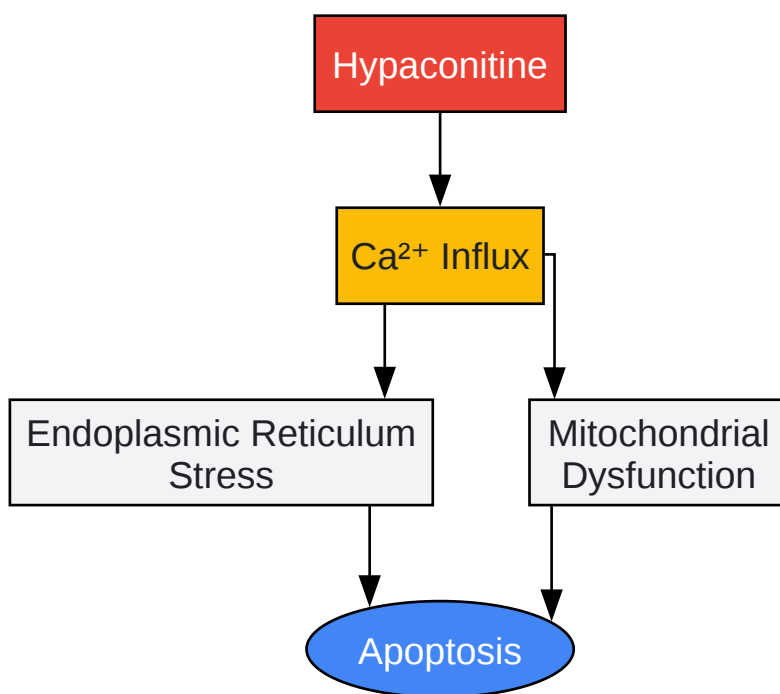 Hypaconitine
Ca²⁺ Influx
Endoplasmic Reticulum
Stress
Mitochondrial
Dysfunction
Apoptosis